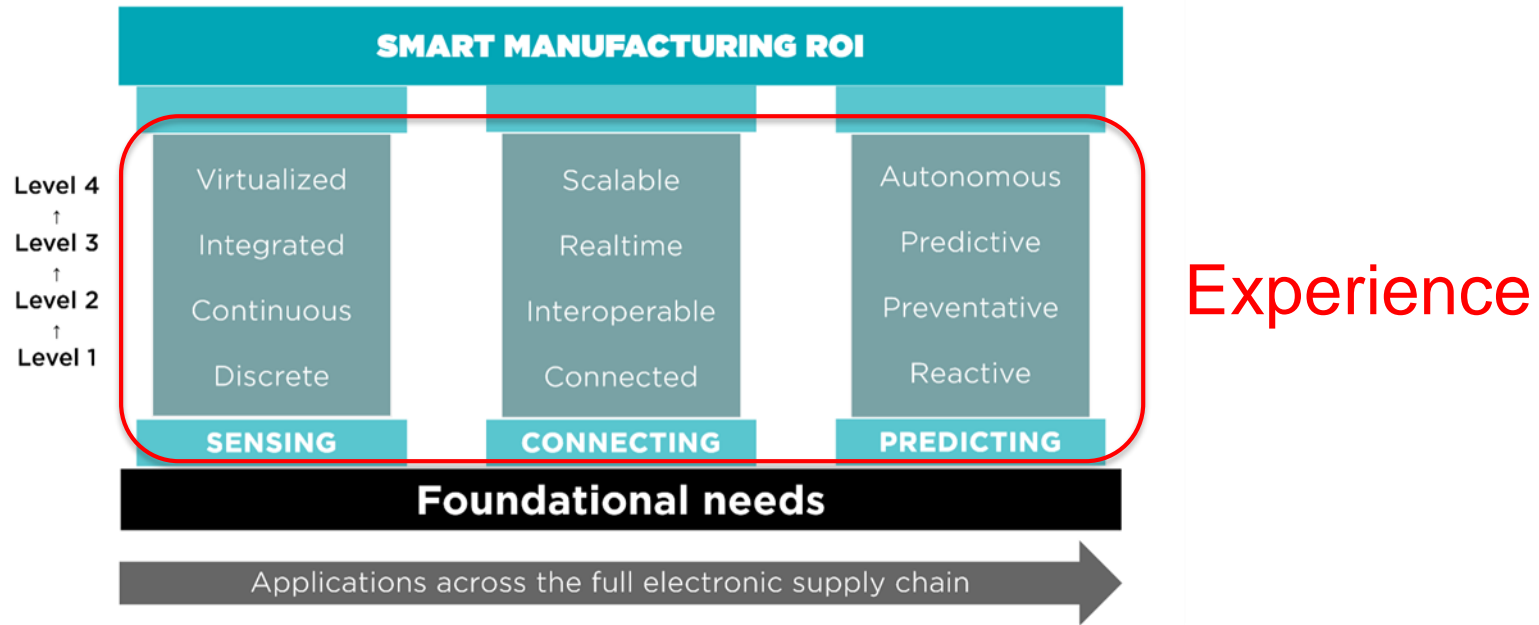 SMART MANUFACTURING ROI
Level 4
↑
Level 3
↑
Level 2
↑
Level 1
Virtualized
Integrated
Continuous
Discrete
SENSING
Scalable
Realtime
Interoperable
Connected
CONNECTING
Autonomous
Predictive
Preventative
Reactive
PREDICTING
Experience
Foundational needs
Applications across the full electronic supply chain